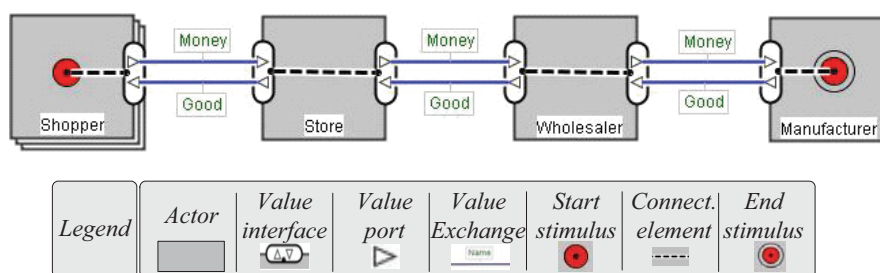 Money
Money
Money
Good
Good
Good
Shopper
Store
Wholesaler
Manufacturer
Legend
Actor
Value interface
Value port
Value Exchange
Name
Start stimulus
Connect. element
End stimulus